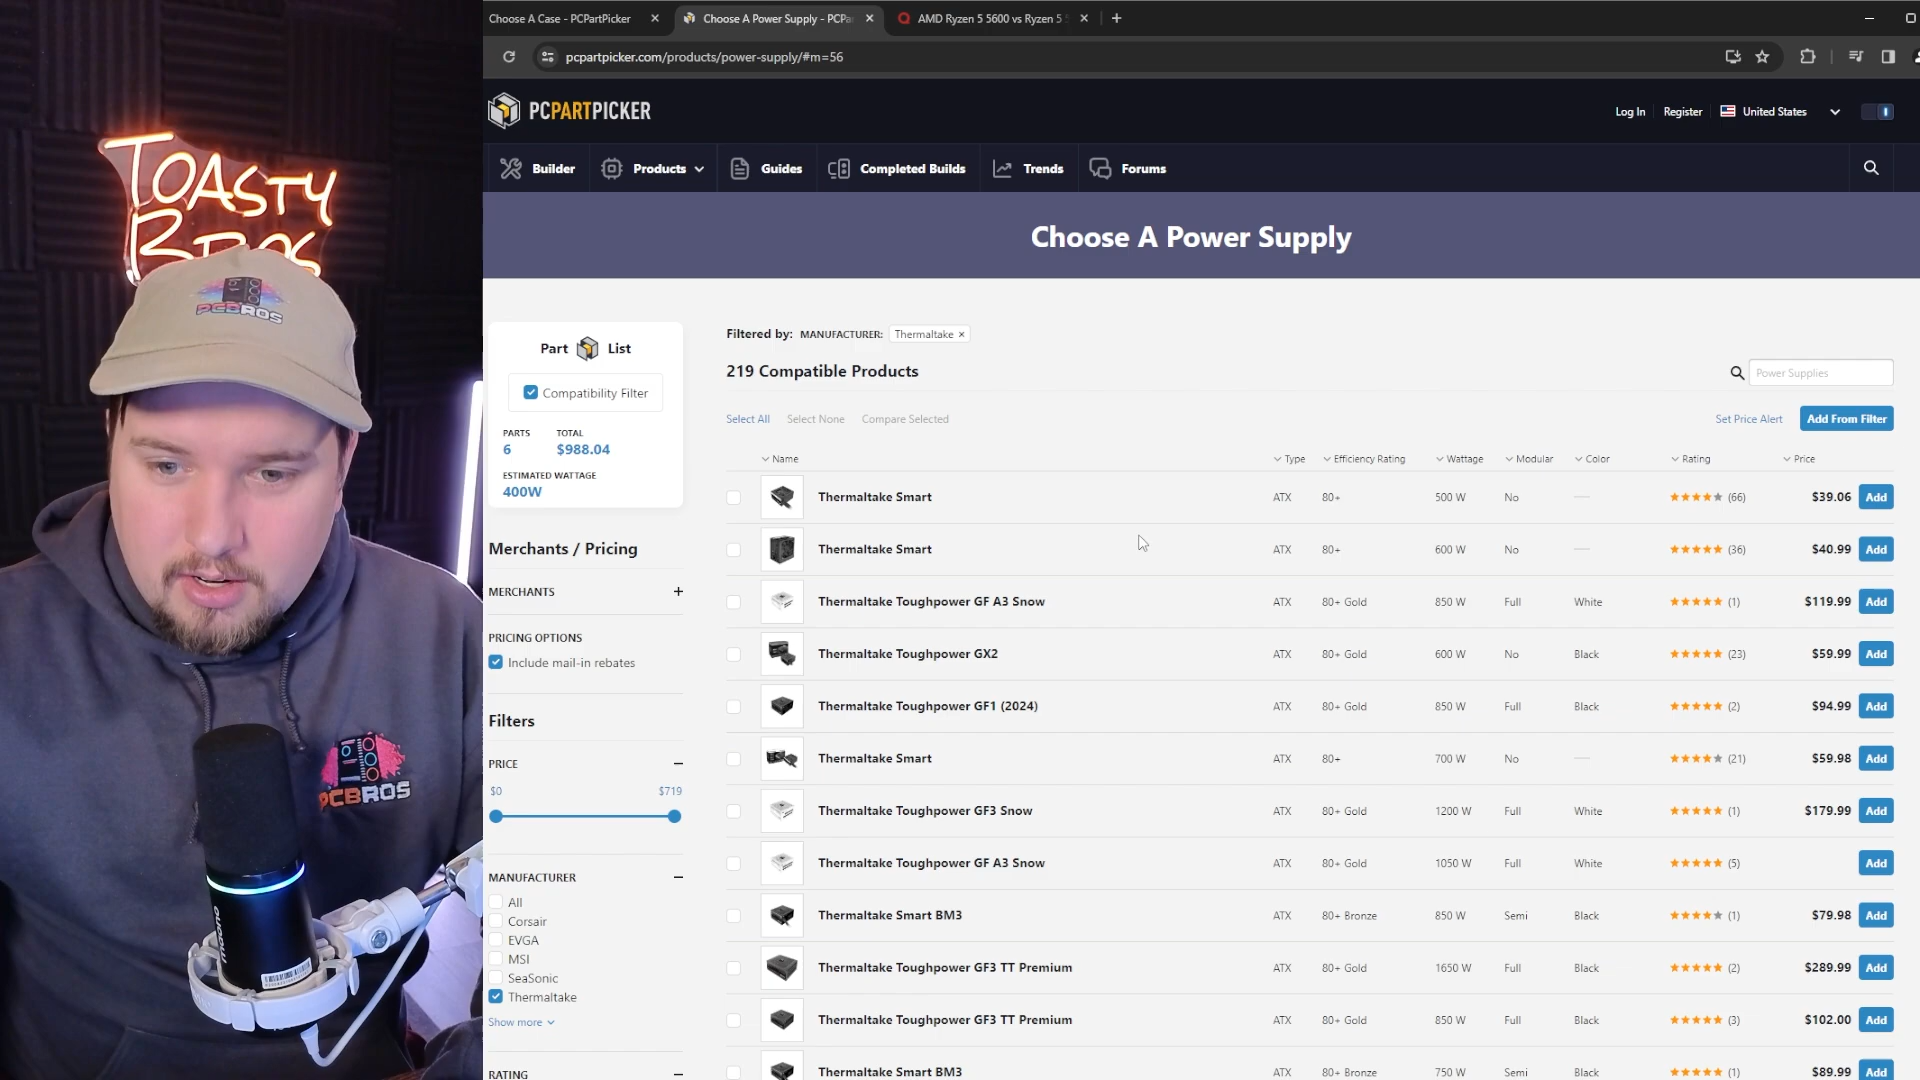 Choose A Case - PCPartPicker
Choose A Power Supply - PCPa
AMD Ryzen 5 5600 vs Ryzen 5
pcpartpicker.com/products/power-supply/#m=56
PCPARTPICKER
Log In Register United States
Builder Products Guides Completed Builds Trends Forums
Choose A Power Supply
TOASTY
BROS
PCBROS
PCBROS
Part List
Compatibility Filter
PARTS TOTAL
6 $988.04
ESTIMATED WATTAGE
400W
Merchants / Pricing
MERCHANTS
PRICING OPTIONS
Include mail-in rebates
Filters
PRICE
$0 $719
MANUFACTURER
All
Corsair
EVGA
MSI
SeaSonic
Thermaltake
Show more
RATING
Filtered by: MANUFACTURER: Thermaltake ×
219 Compatible Products
Power Supplies
Select All Select None Compare Selected Set Price Alert Add From Filter
Name Type Efficiency Rating Wattage Modular Color Rating Price
Thermaltake Smart ATX 80+ 500 W No (66) $39.06 Add
Thermaltake Smart ATX 80+ 600 W No (36) $40.99 Add
Thermaltake Toughpower GF A3 Snow ATX 80+ Gold 850 W Full White (1) $119.99 Add
Thermaltake Toughpower GX2 ATX 80+ Gold 600 W No Black (23) $59.99 Add
Thermaltake Toughpower GF1 (2024) ATX 80+ Gold 850 W Full Black (2) $94.99 Add
Thermaltake Smart ATX 80+ 700 W No (21) $59.98 Add
Thermaltake Toughpower GF3 Snow ATX 80+ Gold 1200 W Full White (1) $179.99 Add
Thermaltake Toughpower GF A3 Snow ATX 80+ Gold 1050 W Full White (5) Add
Thermaltake Smart BM3 ATX 80+ Bronze 850 W Semi Black (1) $79.98 Add
Thermaltake Toughpower GF3 TT Premium ATX 80+ Gold 1650 W Full Black (2) $289.99 Add
Thermaltake Toughpower GF3 TT Premium ATX 80+ Gold 850 W Full Black (3) $102.00 Add
Thermaltake Smart BM3 ATX 80+ Bronze 750 W Semi Black (1) $89.99 Add